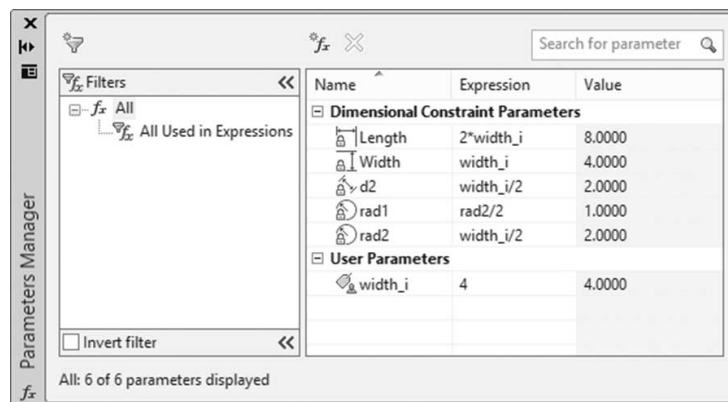 Search for parameter
Filters
Name Expression Value
All
All Used in Expressions
Dimensional Constraint Parameters
Length 2*width_i 8.0000
Width width_i 4.0000
d2 width_i/2 2.0000
rad1 rad2/2 1.0000
rad2 width_i/2 2.0000
User Parameters
width_i 4 4.0000
Invert filter
All: 6 of 6 parameters displayed
Parameters Manager